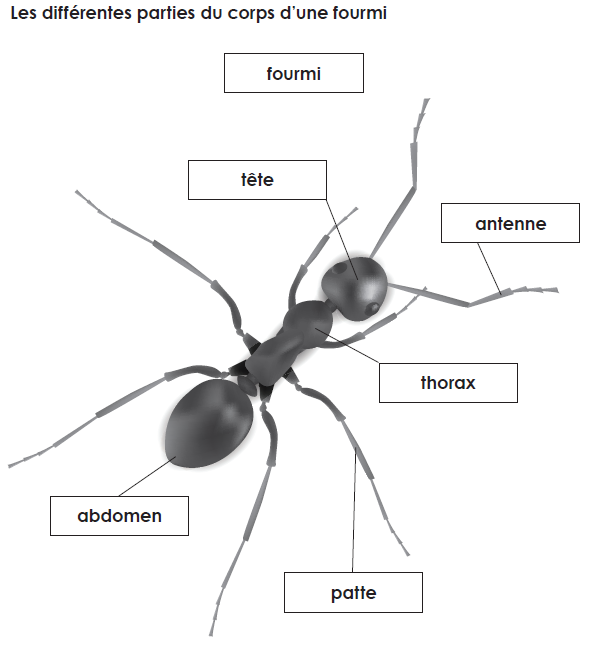 Les différentes parties du corps d'une fourmi
fourmi
tête
antenne
thorax
abdomen
patte